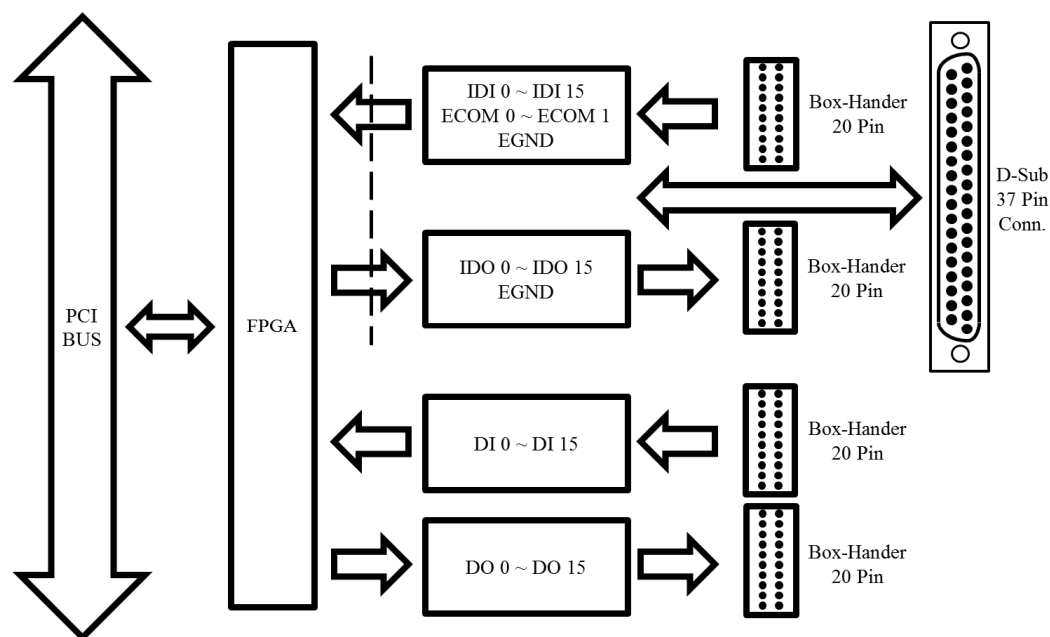 PCI
BUS
FPGA
IDI 0 ~ IDI 15
ECOM 0 ~ ECOM 1
EGND
Box-Hander
20 Pin
D-Sub
37 Pin
Conn.
IDO 0 ~ IDO 15
EGND
Box-Hander
20 Pin
DI 0 ~ DI 15
Box-Hander
20 Pin
DO 0 ~ DO 15
Box-Hander
20 Pin